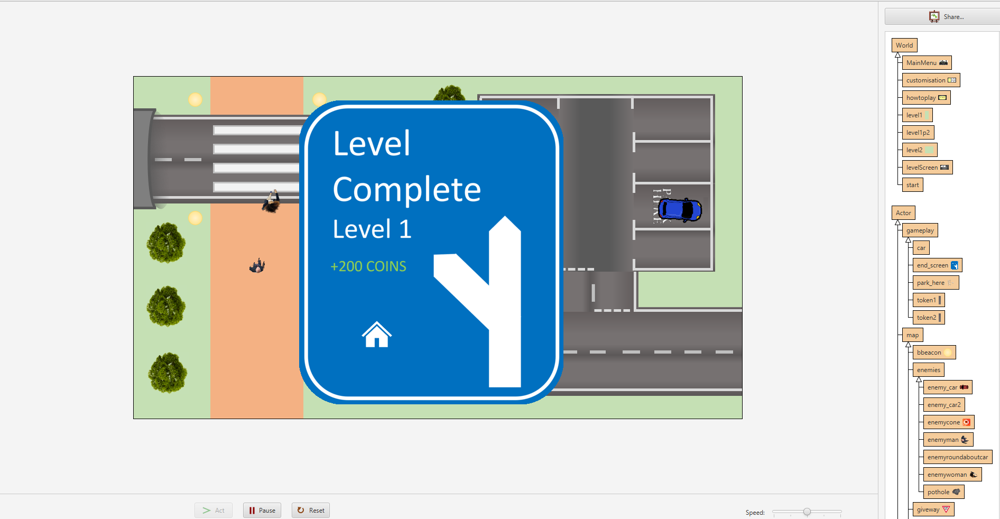 Share...
World
MainMenu
customisation
howtoplay
level1
level1p2
level2
levelScreen
start
Actor
gameplay
car
end_screen
park_here
token1
token2
map
bbeacon
enemies
enemy_car
enemy_car2
enemycone
enemyman
enemyroundaboutcar
enemywoman
pothole
giveway
Level
Complete
Level 1
+200 COINS
Act
Pause
Reset
Speed: